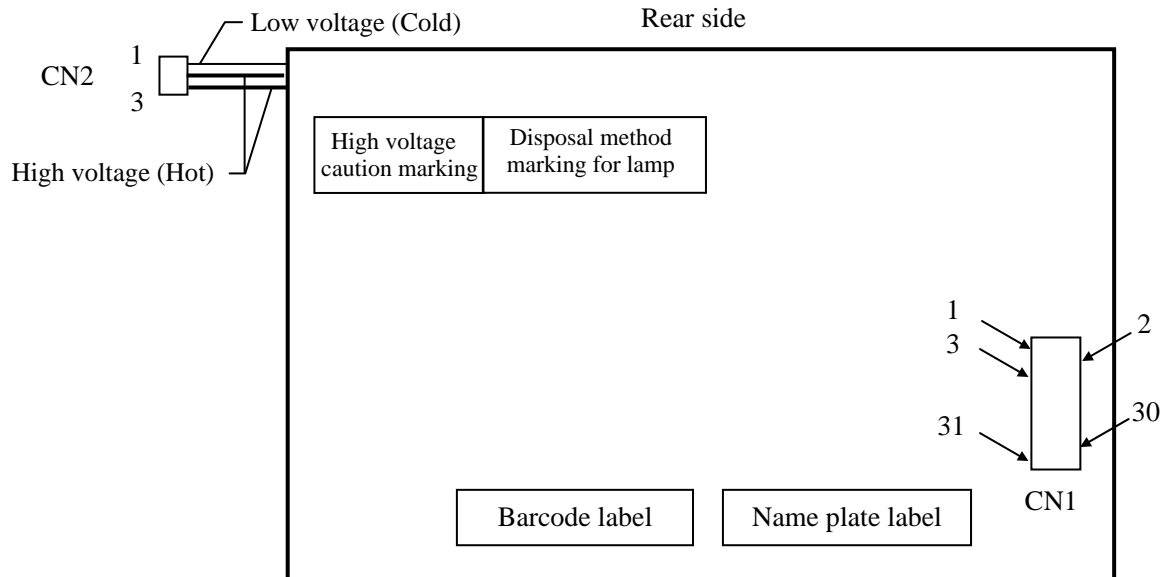 Rear side
Low voltage (Cold)
1
CN2
3
High voltage (Hot)
High voltage
caution marking
Disposal method
marking for lamp
1
2
3
30
31
CN1
Barcode label
Name plate label